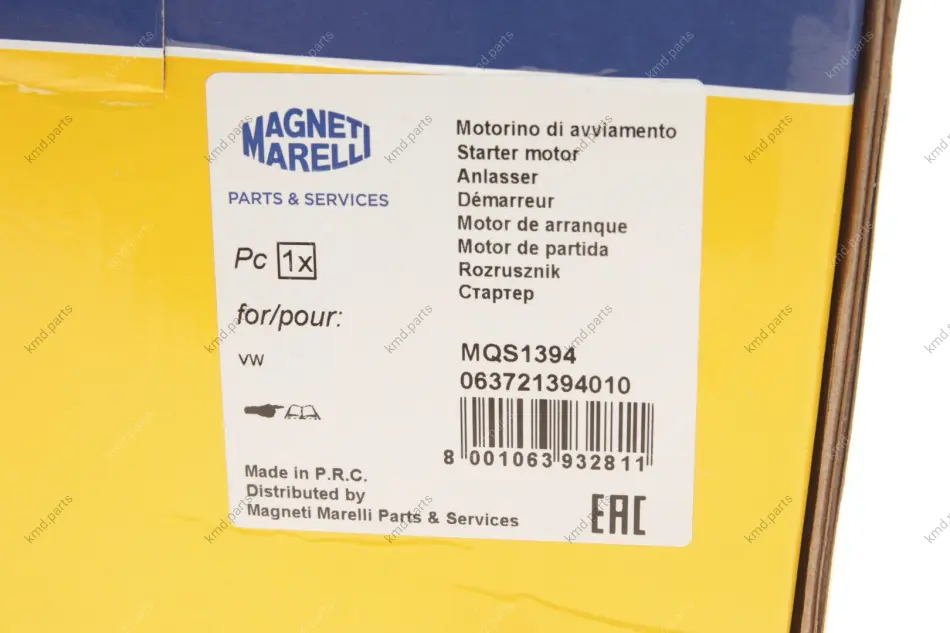 MAGNETI
MARELLI
PARTS & SERVICES
Pc 1x
for/pour:
VW
Motorino di avviamento
Starter motor
Anlasser
Démarreur
Motor de arranque
Motor de partida
Rozrusznik
Стартер
MQS1394
063721394010
8 001063 932811
Made in P.R.C.
Distributed by
Magneti Marelli Parts & Services
EAC
kmd.parts